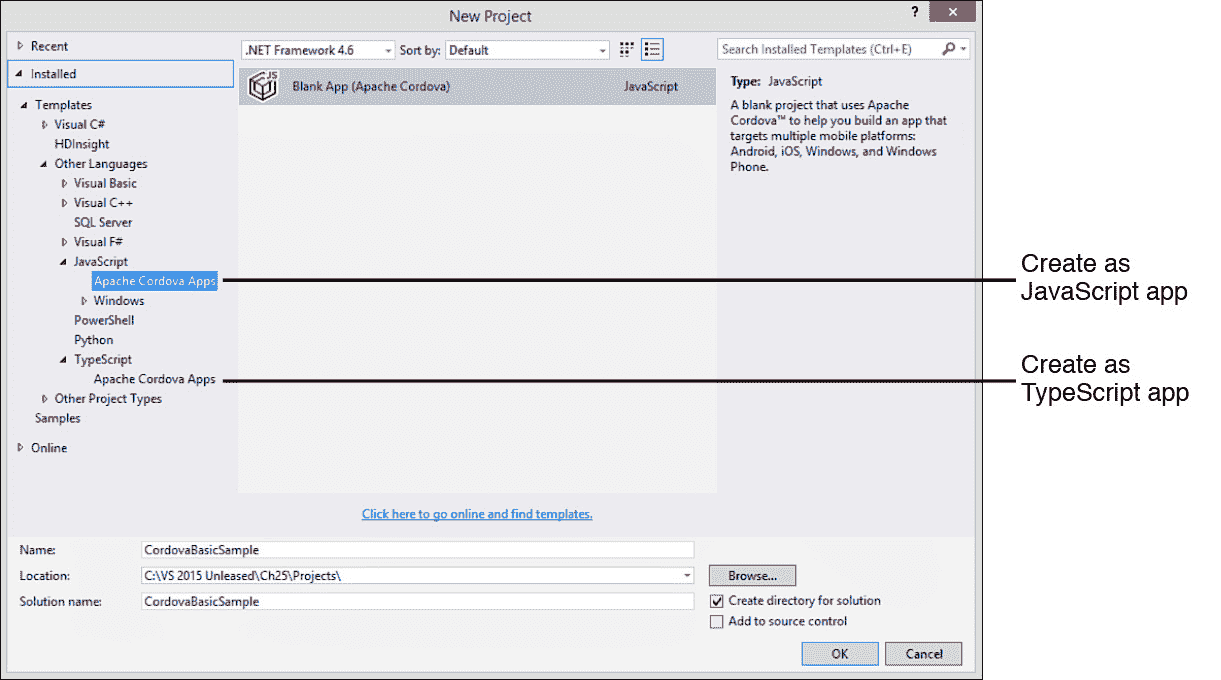 New Project
?
Recent
Installed
Templates
Visual C#
HDInsight
Other Languages
Visual Basic
Visual C++
SQL Server
Visual F#
JavaScript
Apache Cordova Apps
Windows
PowerShell
Python
TypeScript
Apache Cordova Apps
Other Project Types
Samples
Online
.NET Framework 4.6
Sort by: Default
JS
Blank App (Apache Cordova) JavaScript
Click here to go online and find templates.
Search Installed Templates (Ctrl+E)
Type: JavaScript
A blank project that uses Apache
Cordova™ to help you build an app that
targets multiple mobile platforms:
Android, iOS, Windows, and Windows
Phone.
Create as
JavaScript app
Create as
TypeScript app
Name: CordovaBasicSample
Location: C:\VS 2015 Unleased\Ch25\Projects\
Browse...
Solution name: CordovaBasicSample
Create directory for solution
Add to source control
OK Cancel